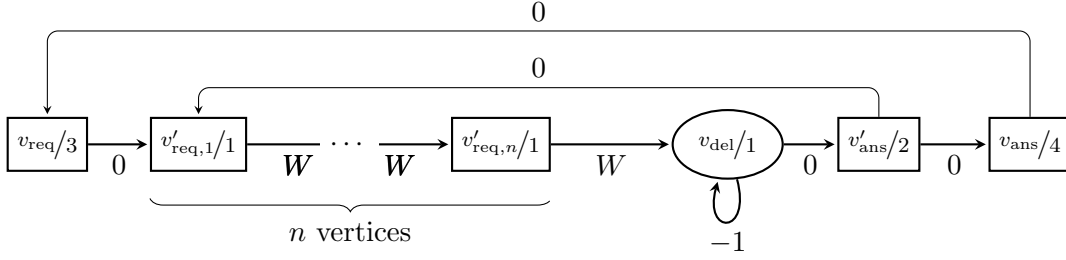 0
0
v_req/3 v′_req,1/1 ⋯ v′_req,n/1 v_del/1 v′_ans/2 v_ans/4
0 W W W 0 0
n vertices
−1